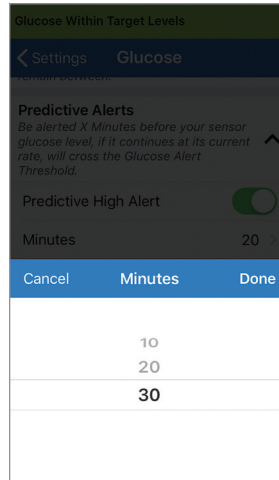 Glucose Within Target Levels
Settings Glucose
remain between.
Predictive Alerts
Be alerted X Minutes before your sensor
glucose level, if it continues at its current
rate, will cross the Glucose Alert
Threshold.
Predictive High Alert
Minutes 20
Cancel Minutes Done
10
20
30